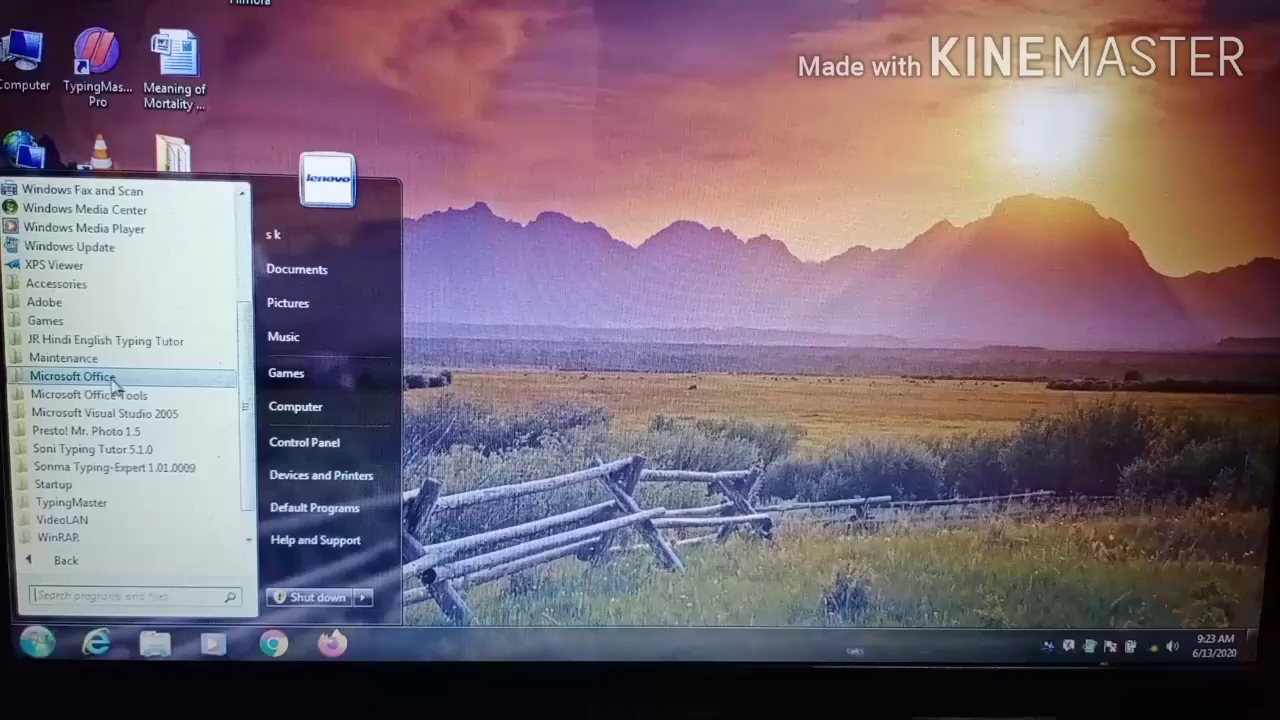 Filmora
Made with KINEMASTER
Computer
TypingMas...
Pro
Meaning of
Mortality ...
lenovo
Windows Fax and Scan
Windows Media Center
Windows Media Player
Windows Update
XPS Viewer
Accessories
Adobe
Games
JR Hindi English Typing Tutor
Maintenance
Microsoft Office
Microsoft Office Tools
Microsoft Visual Studio 2005
Presto! Mr. Photo 1.5
Soni Typing Tutor 5.1.0
Sonma Typing-Expert 1.01.0009
Startup
TypingMaster
VideoLAN
WinRAR
Back
Search programs and files
s k
Documents
Pictures
Music
Games
Computer
Control Panel
Devices and Printers
Default Programs
Help and Support
Shut down
9:23 AM
6/13/2020